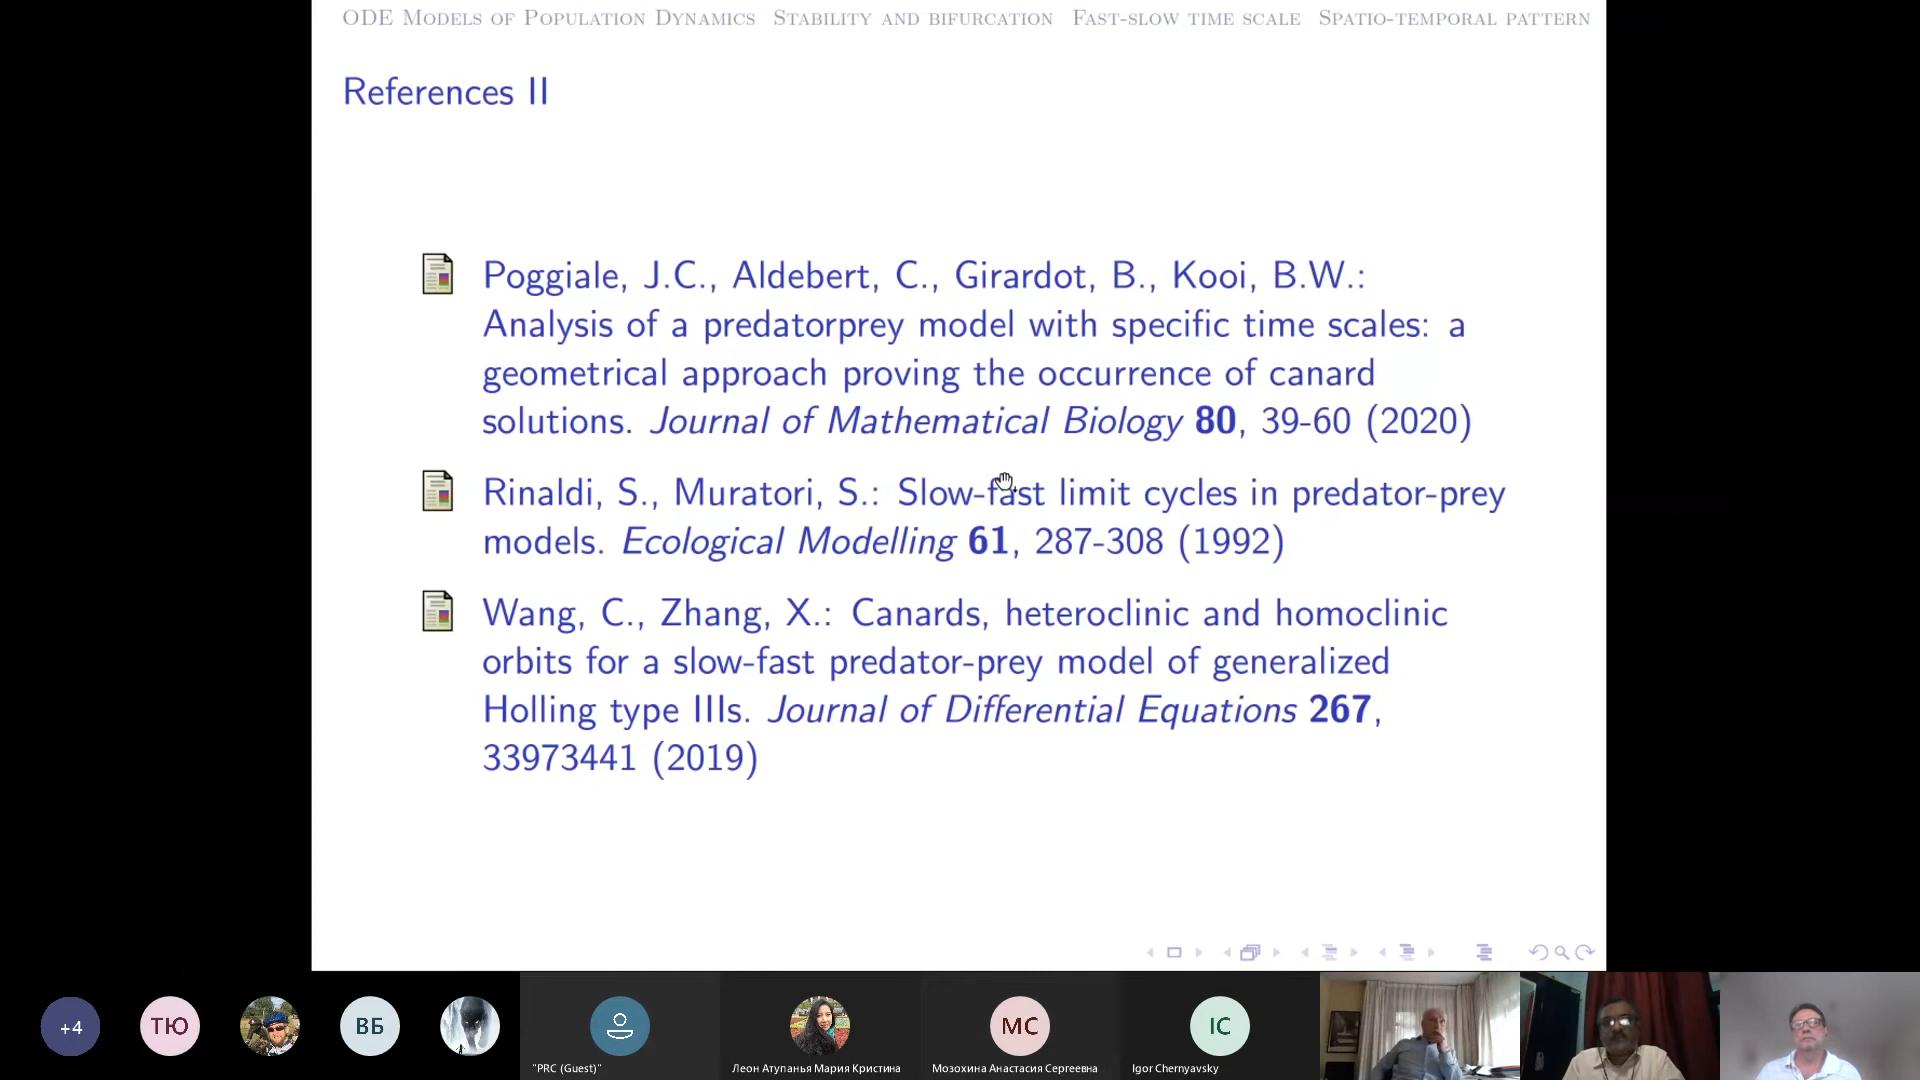 ODE Models of Population Dynamics Stability and bifurcation Fast-slow time scale Spatio-temporal pattern
References II
Poggiale, J.C., Aldebert, C., Girardot, B., Kooi, B.W.:
Analysis of a predatorprey model with specific time scales: a
geometrical approach proving the occurrence of canard
solutions. Journal of Mathematical Biology 80, 39-60 (2020)
Rinaldi, S., Muratori, S.: Slow-fast limit cycles in predator-prey
models. Ecological Modelling 61, 287-308 (1992)
Wang, C., Zhang, X.: Canards, heteroclinic and homoclinic
orbits for a slow-fast predator-prey model of generalized
Holling type IIIs. Journal of Differential Equations 267,
33973441 (2019)
+4
ТЮ
ВБ
МС
IC
"PRC (Guest)"
Леон Атупанья Мария Кристина
Мозохина Анастасия Сергеевна
Igor Chernyavsky